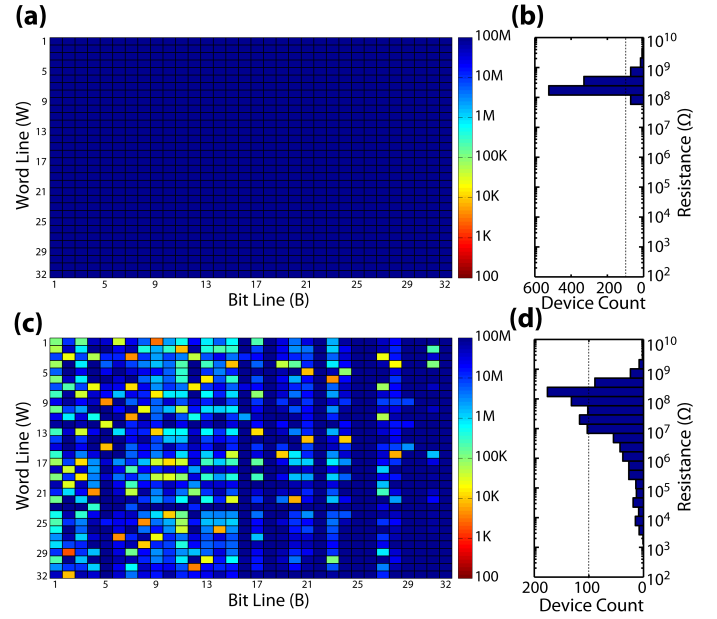 (a)
Word Line (W)
1
5
9
13
17
21
25
29
32
1 5 9 13 17 21 25 29 32
Bit Line (B)
100M
10M
1M
100K
10K
1K
100
(b)
10^10
10^9
10^8
10^7
10^6
10^5
10^4
10^3
10^2
Resistance (Ω)
600 400 200 0
Device Count
(c)
Word Line (W)
1
5
9
13
17
21
25
29
32
1 5 9 13 17 21 25 29 32
Bit Line (B)
100M
10M
1M
100K
10K
1K
100
(d)
10^10
10^9
10^8
10^7
10^6
10^5
10^4
10^3
10^2
Resistance (Ω)
200 100 0
Device Count